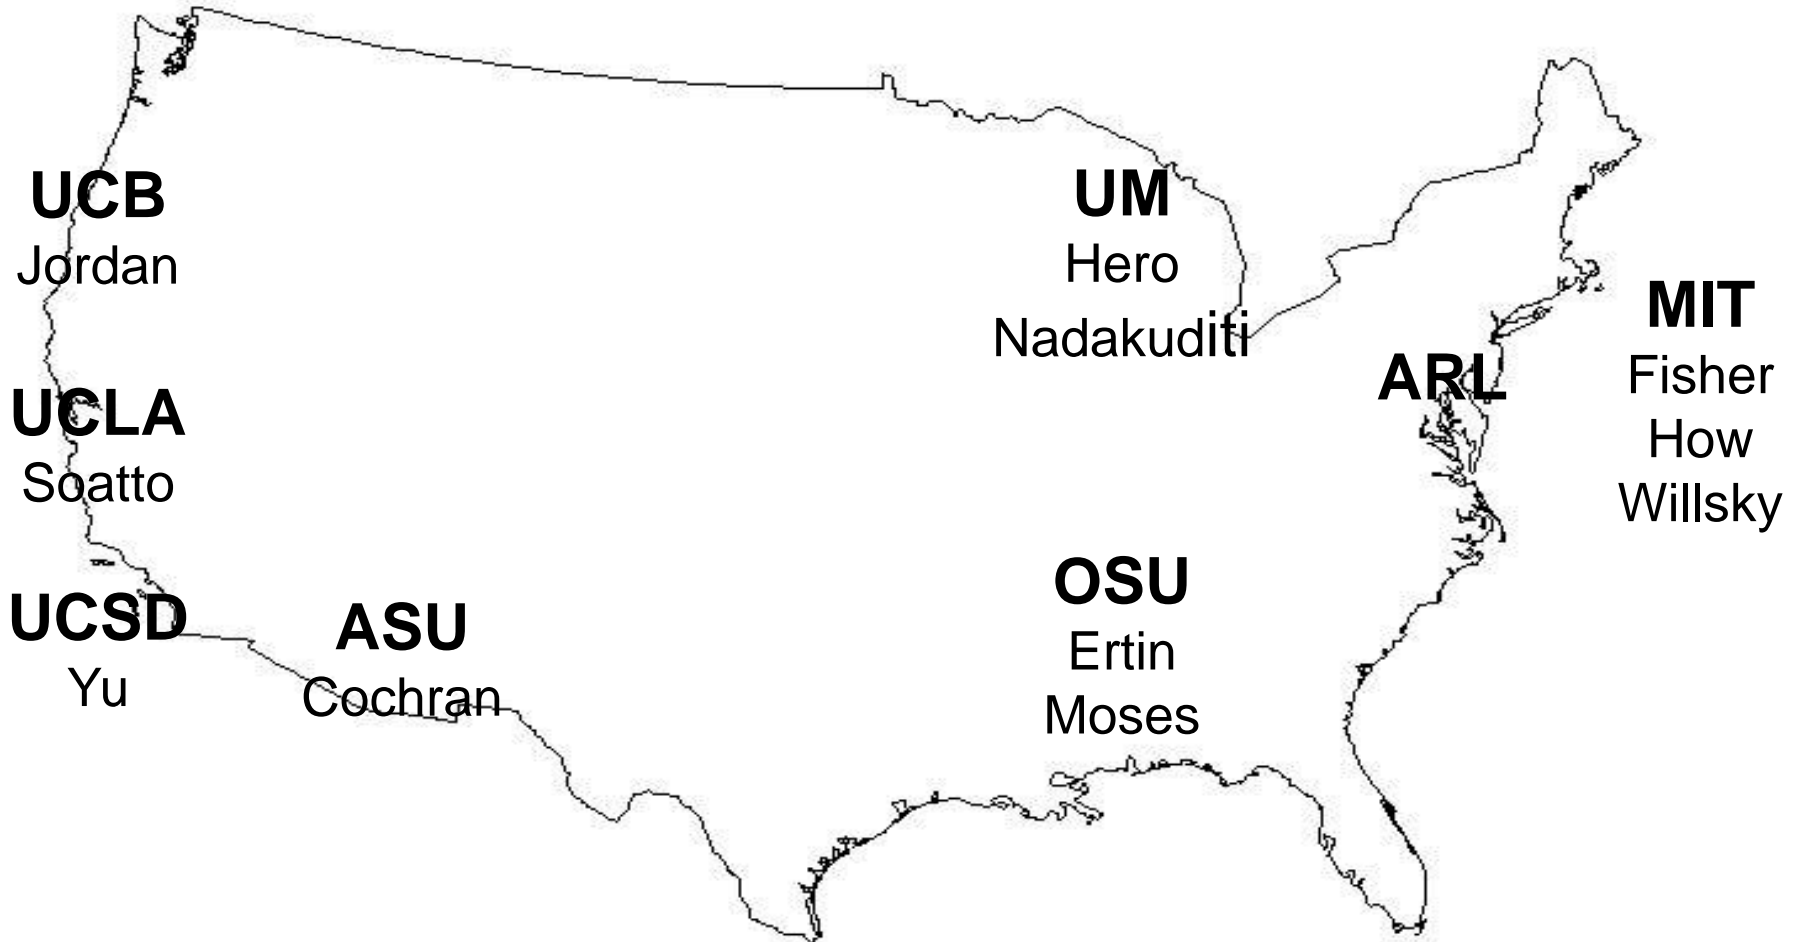 UCB
Jordan
UCLA
Soatto
UCSD
Yu
ASU
Cochran
UM
Hero
Nadakuditi
OSU
Ertin
Moses
ARL
MIT
Fisher
How
Willsky